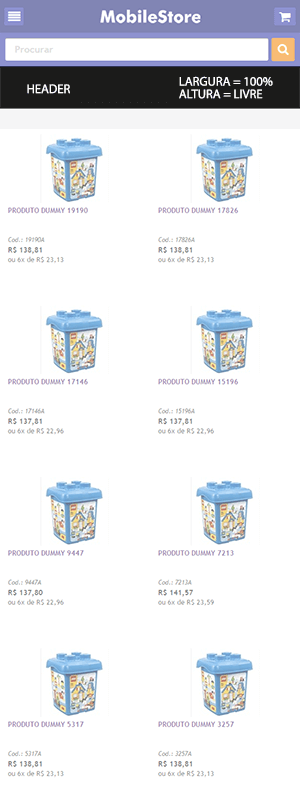 MobileStore
Procurar
HEADER
LARGURA = 100%
ALTURA = LIVRE
PRODUTO DUMMY 19190
Cod.: 19190A
R$ 138,81
ou 6x de R$ 23,13
PRODUTO DUMMY 17826
Cod.: 17826A
R$ 138,81
ou 6x de R$ 23,13
PRODUTO DUMMY 17146
Cod.: 17146A
R$ 137,81
ou 6x de R$ 22,96
PRODUTO DUMMY 15196
Cod.: 15196A
R$ 137,81
ou 6x de R$ 22,96
PRODUTO DUMMY 9447
Cod.: 9447A
R$ 137,80
ou 6x de R$ 22,96
PRODUTO DUMMY 7213
Cod.: 7213A
R$ 141,57
ou 6x de R$ 23,59
PRODUTO DUMMY 5317
Cod.: 5317A
R$ 138,81
ou 6x de R$ 23,13
PRODUTO DUMMY 3257
Cod.: 3257A
R$ 138,81
ou 6x de R$ 23,13